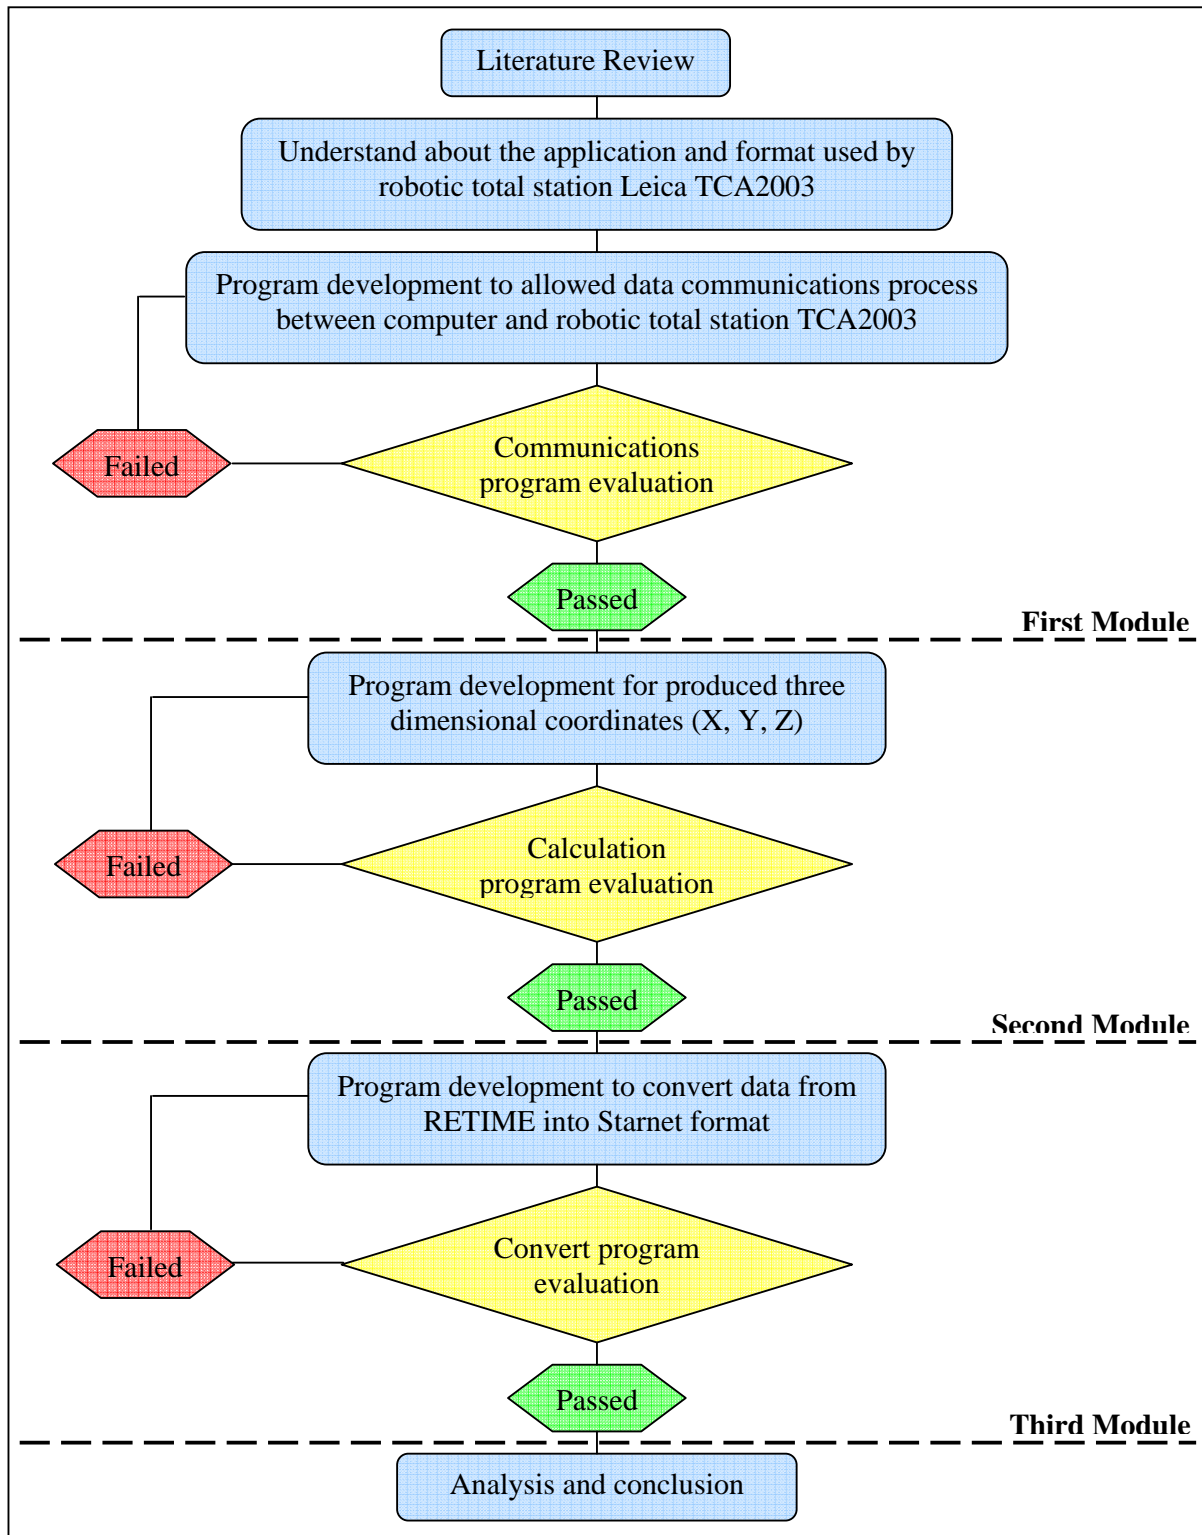 Literature Review
Understand about the application and format used by
robotic total station Leica TCA2003
Program development to allowed data communications process
between computer and robotic total station TCA2003
Communications
program evaluation
Failed
Passed
First Module
Program development for produced three
dimensional coordinates (X, Y, Z)
Calculation
program evaluation
Failed
Passed
Second Module
Program development to convert data from
RETIME into Starnet format
Convert program
evaluation
Failed
Passed
Third Module
Analysis and conclusion